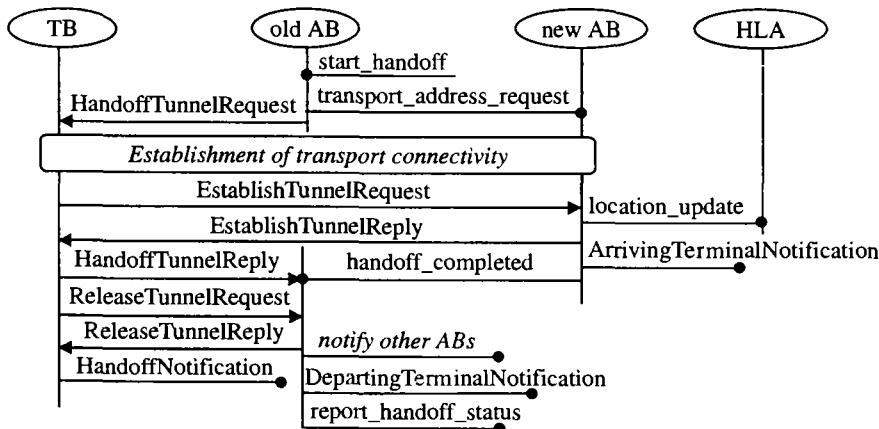 TB old AB new AB HLA
start_handoff
HandoffTunnelRequest transport_address_request
Establishment of transport connectivity
EstablishTunnelRequest
location_update
EstablishTunnelReply
ArrivingTerminalNotification
HandoffTunnelReply handoff_completed
ReleaseTunnelRequest
ReleaseTunnelReply notify other ABs
HandoffNotification
DepartingTerminalNotification
report_handoff_status